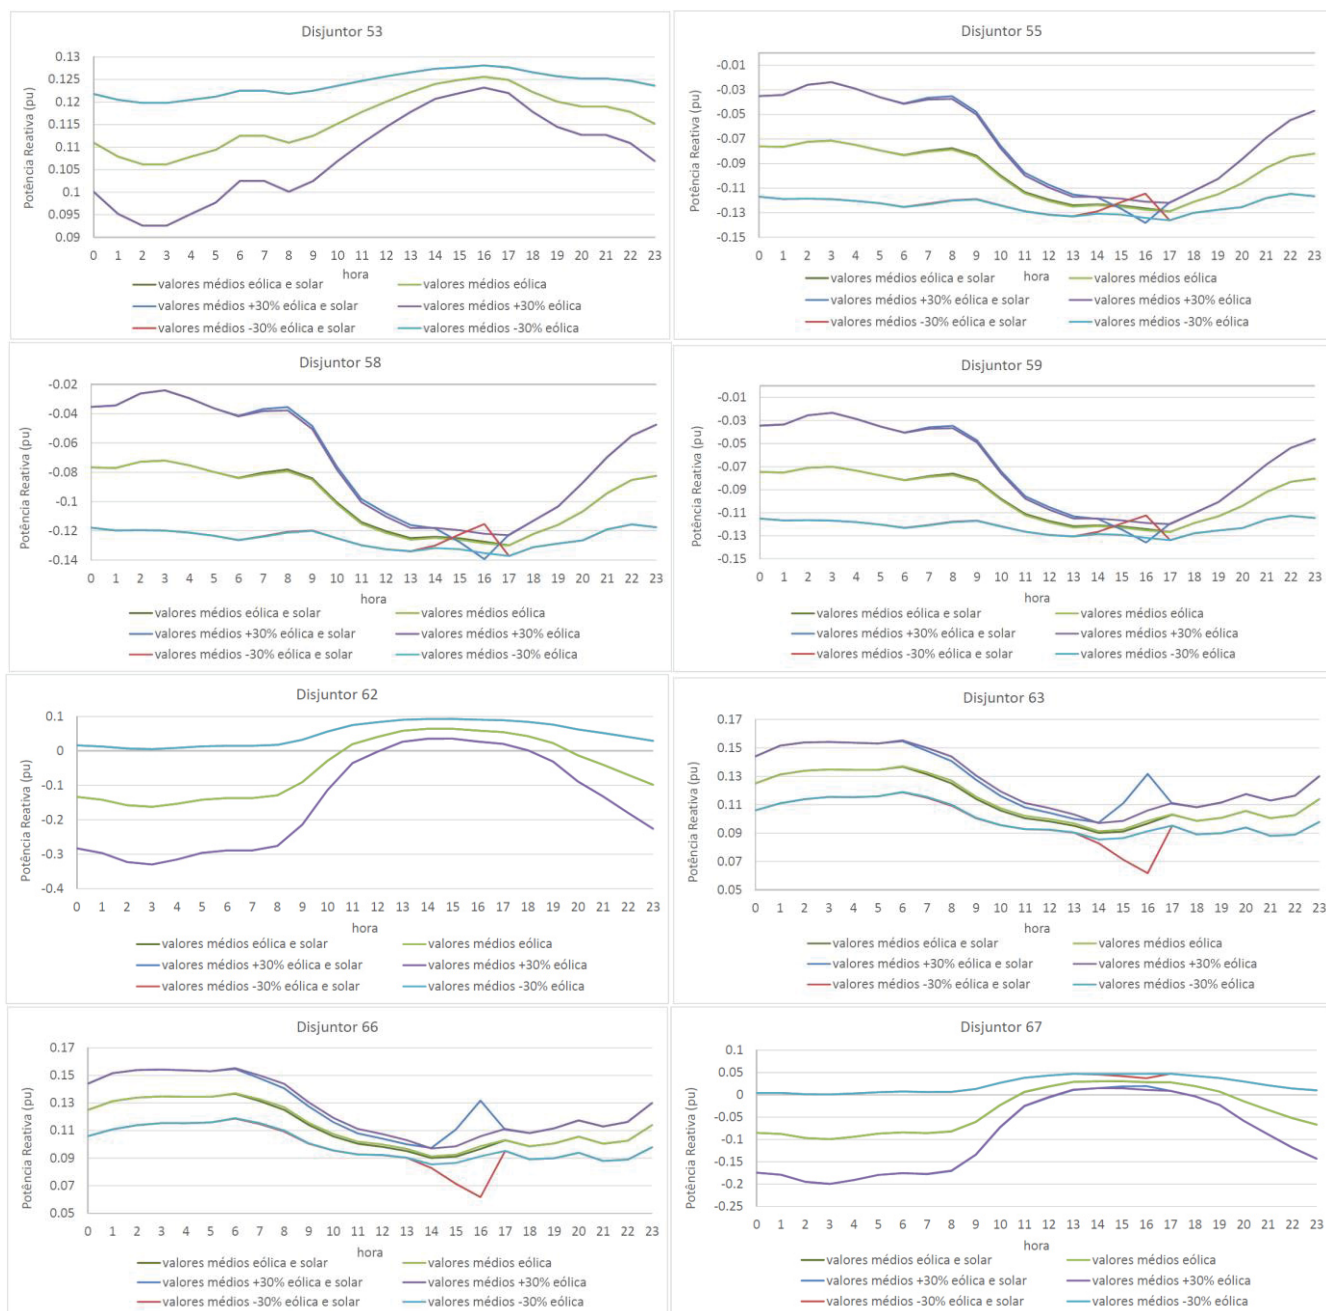 Disjuntor 53
Potência Reativa (pu)
0.13
0.125
0.12
0.115
0.11
0.105
0.1
0.095
0.09
0 1 2 3 4 5 6 7 8 9 10 11 12 13 14 15 16 17 18 19 20 21 22 23
hora
valores médios eólica e solar valores médios eólica
valores médios +30% eólica e solar valores médios +30% eólica
valores médios -30% eólica e solar valores médios -30% eólica
Disjuntor 55
Potência Reativa (pu)
-0.01
-0.03
-0.05
-0.07
-0.09
-0.11
-0.13
-0.15
0 1 2 3 4 5 6 7 8 9 10 11 12 13 14 15 16 17 18 19 20 21 22 23
hora
valores médios eólica e solar valores médios eólica
valores médios +30% eólica e solar valores médios +30% eólica
valores médios -30% eólica e solar valores médios -30% eólica
Disjuntor 58
Potência Reativa (pu)
-0.02
-0.04
-0.06
-0.08
-0.1
-0.12
-0.14
0 1 2 3 4 5 6 7 8 9 10 11 12 13 14 15 16 17 18 19 20 21 22 23
hora
valores médios eólica e solar valores médios eólica
valores médios +30% eólica e solar valores médios +30% eólica
valores médios -30% eólica e solar valores médios -30% eólica
Disjuntor 59
Potência Reativa (pu)
-0.01
-0.03
-0.05
-0.07
-0.09
-0.11
-0.13
-0.15
0 1 2 3 4 5 6 7 8 9 10 11 12 13 14 15 16 17 18 19 20 21 22 23
hora
valores médios eólica e solar valores médios eólica
valores médios +30% eólica e solar valores médios +30% eólica
valores médios -30% eólica e solar valores médios -30% eólica
Disjuntor 62
Potência Reativa (pu)
0.1
0
-0.1
-0.2
-0.3
-0.4
0 1 2 3 4 5 6 7 8 9 10 11 12 13 14 15 16 17 18 19 20 21 22 23
hora
valores médios eólica e solar valores médios eólica
valores médios +30% eólica e solar valores médios +30% eólica
valores médios -30% eólica e solar valores médios -30% eólica
Disjuntor 63
Potência Reativa (pu)
0.17
0.15
0.13
0.11
0.09
0.07
0.05
0 1 2 3 4 5 6 7 8 9 10 11 12 13 14 15 16 17 18 19 20 21 22 23
hora
valores médios eólica e solar valores médios eólica
valores médios +30% eólica e solar valores médios +30% eólica
valores médios -30% eólica e solar valores médios -30% eólica
Disjuntor 66
Potência Reativa (pu)
0.17
0.15
0.13
0.11
0.09
0.07
0.05
0 1 2 3 4 5 6 7 8 9 10 11 12 13 14 15 16 17 18 19 20 21 22 23
hora
valores médios eólica e solar valores médios eólica
valores médios +30% eólica e solar valores médios +30% eólica
valores médios -30% eólica e solar valores médios -30% eólica
Disjuntor 67
Potência Reativa (pu)
0.1
0.05
0
-0.05
-0.1
-0.15
-0.2
-0.25
0 1 2 3 4 5 6 7 8 9 10 11 12 13 14 15 16 17 18 19 20 21 22 23
hora
valores médios eólica e solar valores médios eólica
valores médios +30% eólica e solar valores médios +30% eólica
valores médios -30% eólica e solar valores médios -30% eólica